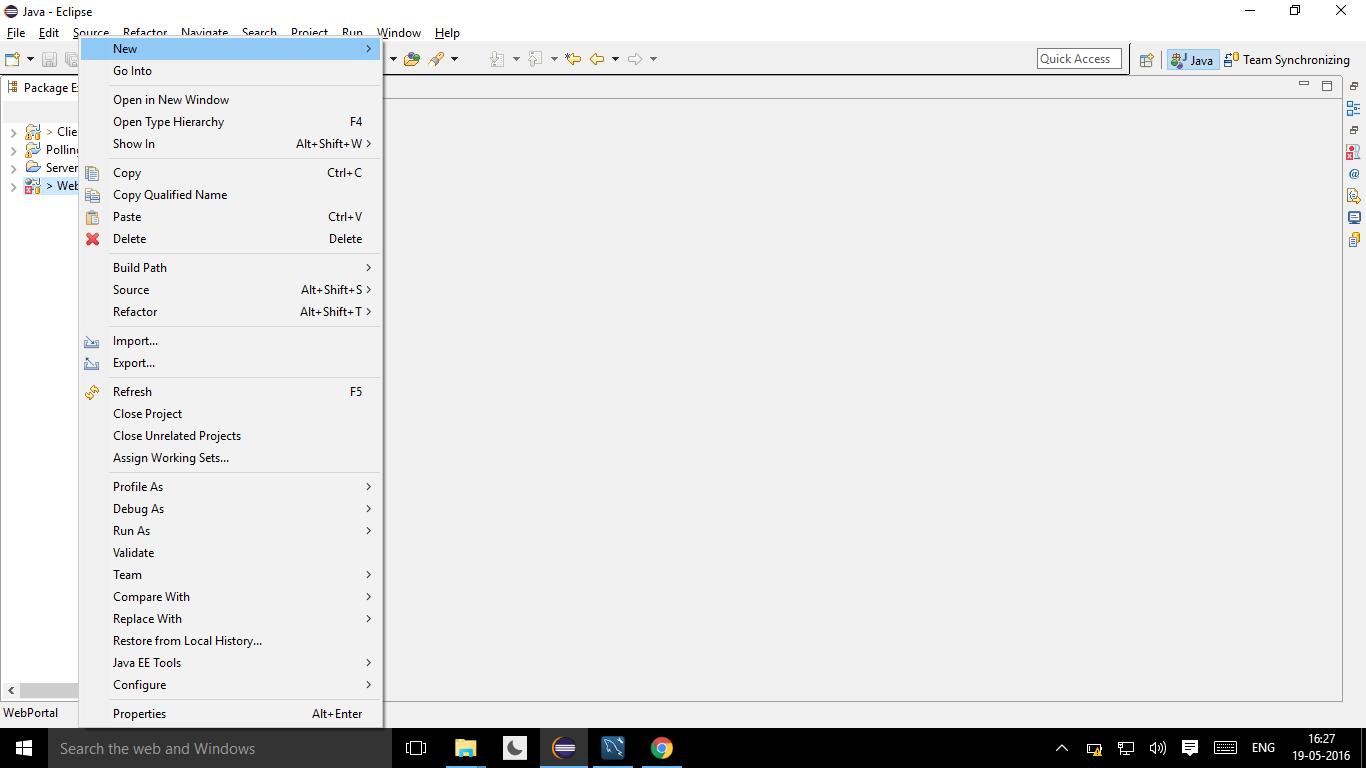 Java - Eclipse
File Edit Source Refactor Navigate Search Project Run Window Help
Quick Access Java Team Synchronizing
Package E
> Clie
Polling
Server
> Web
New
Go Into
Open in New Window
Open Type Hierarchy F4
Show In Alt+Shift+W >
Copy Ctrl+C
Copy Qualified Name
Paste Ctrl+V
Delete Delete
Build Path
Source Alt+Shift+S >
Refactor Alt+Shift+T >
Import...
Export...
Refresh F5
Close Project
Close Unrelated Projects
Assign Working Sets...
Profile As
Debug As
Run As
Validate
Team
Compare With
Replace With
Restore from Local History...
Java EE Tools
Configure
Properties Alt+Enter
WebPortal
Search the web and Windows
ENG
16:27
19-05-2016